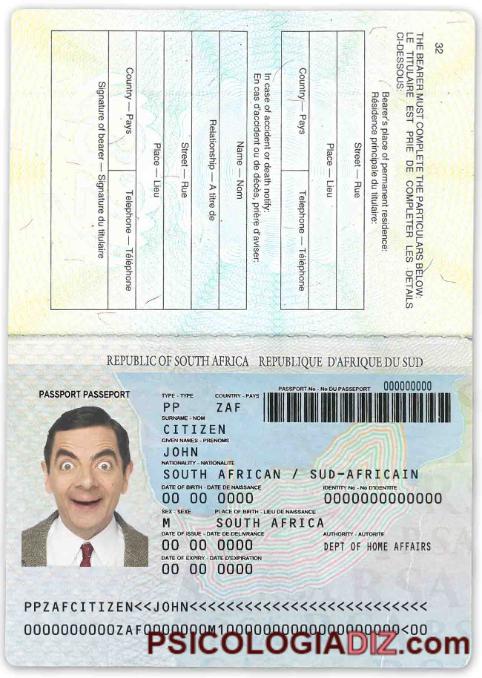 32
THE BEARER MUST COMPLETE THE PARTICULARS BELOW:
LE TITULAIRE EST PRIE DE COMPLETER LES DETAILS
CI-DESSOUS:
Bearer's place of permanent residence:
Résidence principale du titulaire:
Street — Rue
Place — Lieu
Country — Pays Telephone — Téléphone
In case of accident or death notify:
En cas d'accident ou de décès, prière d'aviser:
Name — Nom
Relationship — A titre de
Street — Rue
Place — Lieu
Country — Pays Telephone — Téléphone
Signature of bearer — Signature du titulaire
REPUBLIC OF SOUTH AFRICA REPUBLIQUE D'AFRIQUE DU SUD
PASSPORT PASSEPORT
TYPE - TYPE COUNTRY - PAYS PASSPORT No - No DU PASSEPORT 000000000
PP ZAF
SURNAME - NOM
CITIZEN
GIVEN NAMES - PRENOMS
JOHN
NATIONALITY - NATIONALITE
SOUTH AFRICAN / SUD-AFRICAIN
DATE OF BIRTH - DATE DE NAISSANCE IDENTITY No - No D'IDENTITE
00 00 0000 0000000000000
SEX - SEXE PLACE OF BIRTH - LIEU DE NAISSANCE
M SOUTH AFRICA
DATE OF ISSUE - DATE DE DELIVRANCE AUTHORITY - AUTORITE
00 00 0000 DEPT OF HOME AFFAIRS
DATE OF EXPIRY - DATE D'EXPIRATION
00 00 0000
PPZAFCITIZEN<<JOHN<<<<<<<<<<<<<<<<<<<<<<<<<<
0000000000ZAF0000000M10000000000000000000<00
PSICOLOGIADIZ.com